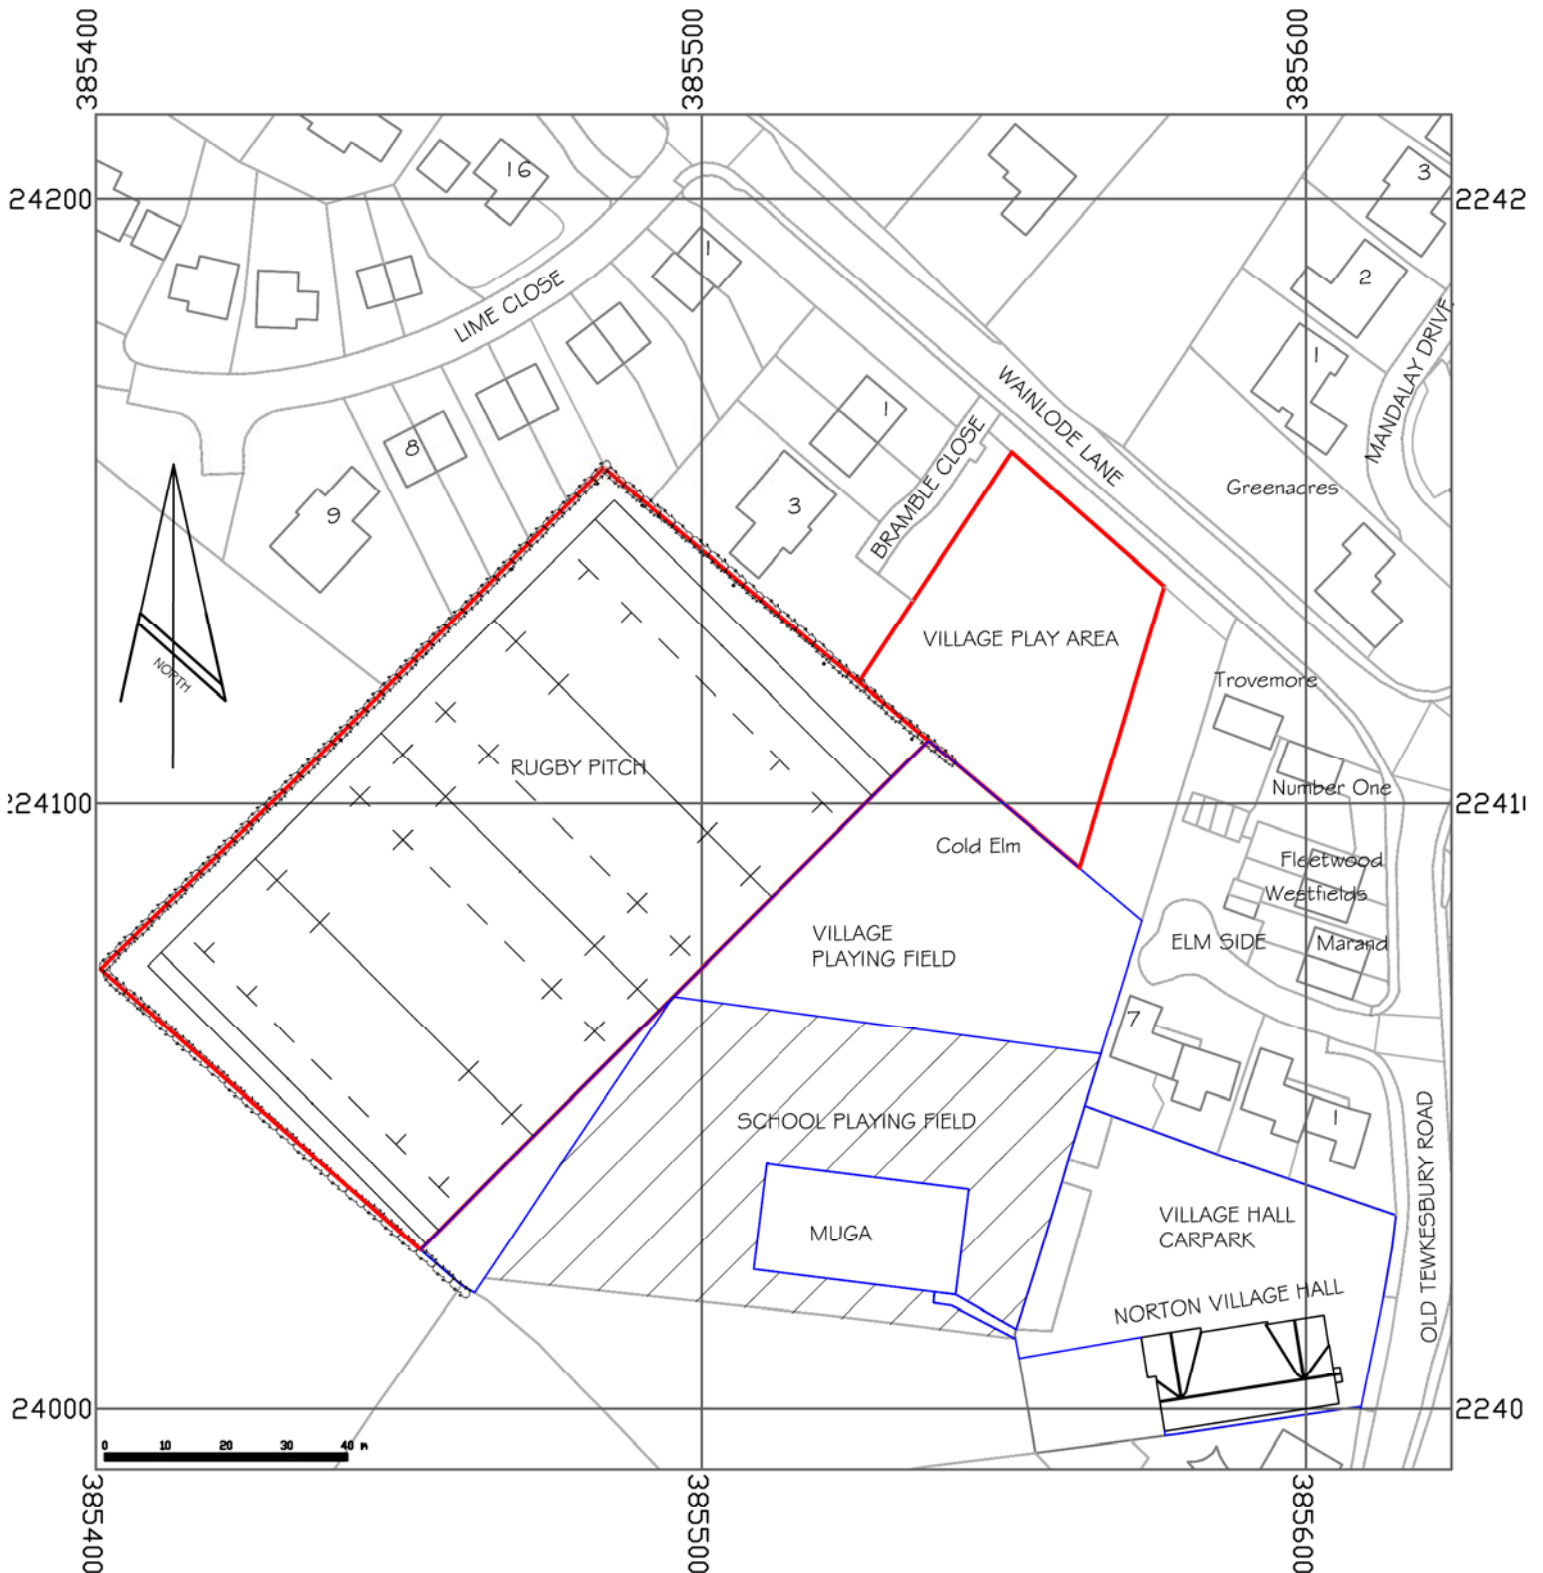 385400
385500
385600
24200
2242
16
3
1
2
LIME CLOSE
1
MANDALAY DRIVE
WAINLODE LANE
1
8
BRAMBLE CLOSE
Greenacres
9
3
VILLAGE PLAY AREA
NORTH
Trovemore
RUGBY PITCH
Number One
24100
Cold Elm
Fleetwood
Westfields
VILLAGE
PLAYING FIELD
ELM SIDE
Marand
7
SCHOOL PLAYING FIELD
1
OLD TEWKESBURY ROAD
VILLAGE HALL
CARPARK
MUGA
NORTON VILLAGE HALL
24000
2240
0 10 20 30 40 m
385400
385500
385600